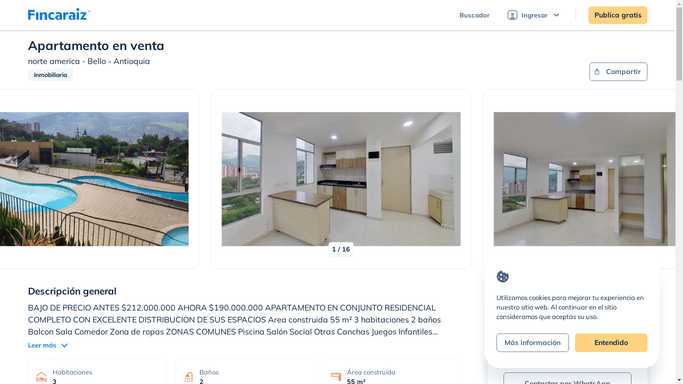 Fincaraiz
Buscador
Ingresar
Publica gratis
Apartamento en venta
norte america - Bello - Antioquia
Inmobiliaria
Compartir
1 / 16
Descripción general
BAJO DE PRECIO ANTES $212.000.000 AHORA $190.000.000 APARTAMENTO EN CONJUNTO RESIDENCIAL
COMPLETO CON EXCELENTE DISTRIBUCION DE SUS ESPACIOS Area construida 55 m² 3 habitaciones 2 baños
Balcon Sala Comedor Zona de ropas ZONAS COMUNES Piscina Salón Social Otras Canchas Juegos Infantiles...
Leer más
Habitaciones
3
Baños
2
Área construida
55 m²
Utilizamos cookies para mejorar tu experiencia en
nuestro sitio web. Al continuar en el sitio
consideramos que aceptas su uso.
Más información
Entendido
Contactar por WhatsApp